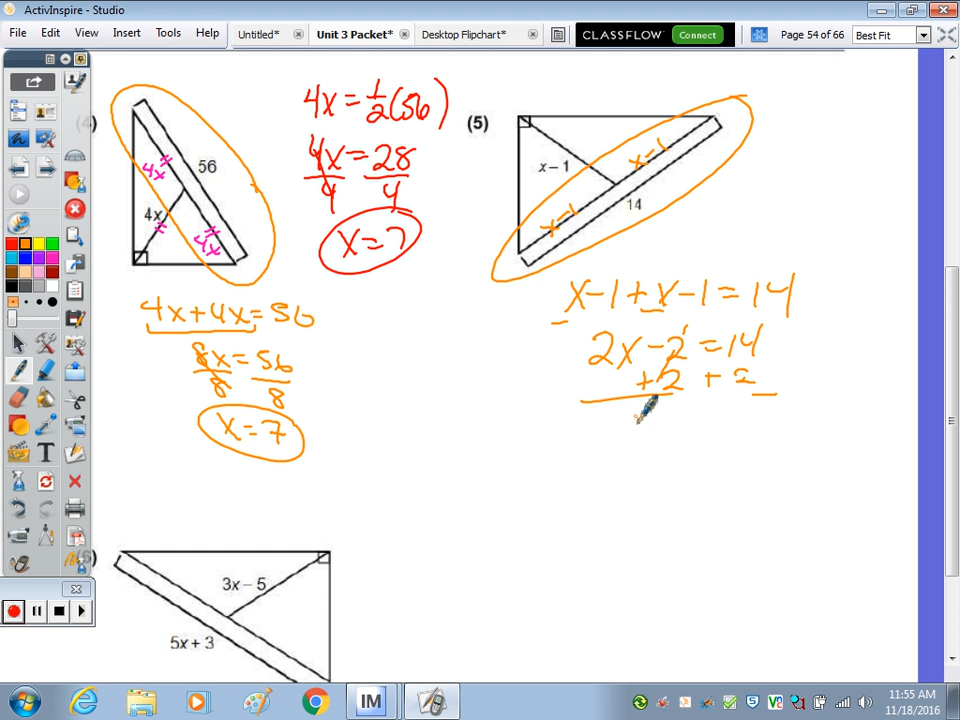 ActivInspire - Studio
File Edit View Insert Tools Help Untitled* Unit 3 Packet* Desktop Flipchart* CLASSFLOW Connect Page 54 of 66 Best Fit
(4)
56
4x
4x
4x
4x = 1/2(56)
4x = 28
4 4
x = 7
4x + 4x = 56
8x = 56
8 8
x = 7
(5)
x – 1
x-1
x-1
14
x - 1 + x - 1 = 14
2x - 2 = 14
+2 +2
(6)
3x – 5
5x + 3
IM
11:55 AM
11/18/2016